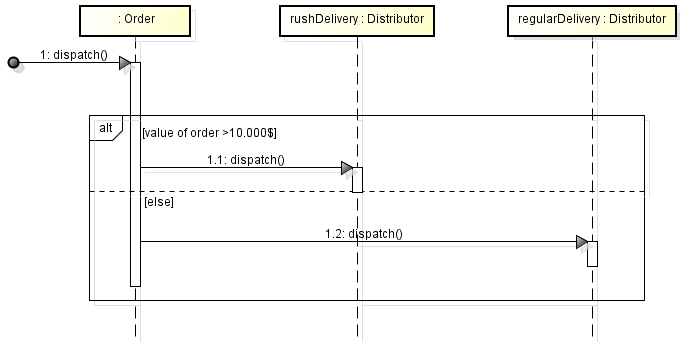 : Order
rushDelivery : Distributor
regularDelivery : Distributor
1: dispatch()
alt
[value of order >10.000$]
1.1: dispatch()
[else]
1.2: dispatch()